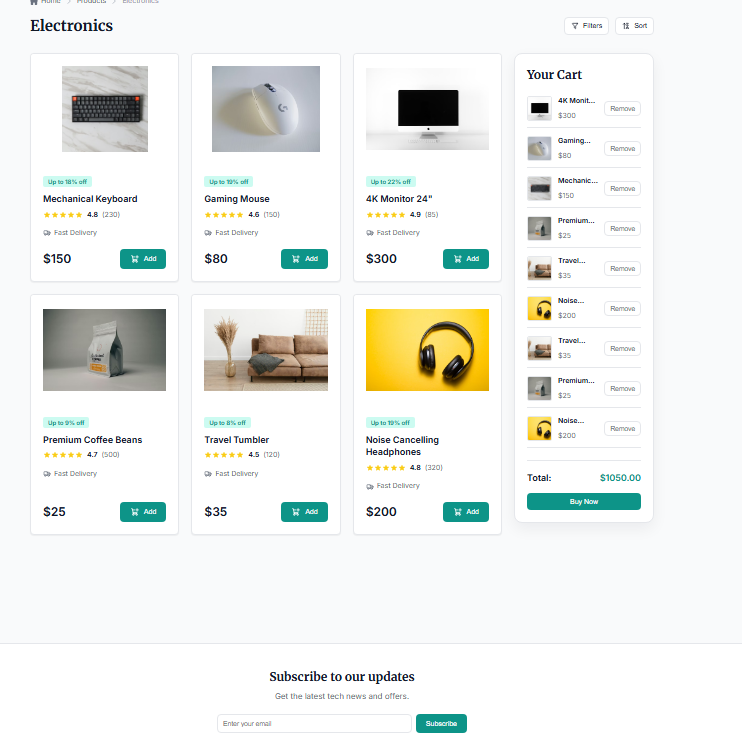 Home > Products > Electronics
Electronics
Filters
Sort
Up to 18% off
Mechanical Keyboard
4.8 (230)
Fast Delivery
$150
Add
Up to 19% off
Gaming Mouse
4.6 (150)
Fast Delivery
$80
Add
Up to 22% off
4K Monitor 24"
4.9 (85)
Fast Delivery
$300
Add
Up to 9% off
Premium Coffee Beans
4.7 (500)
Fast Delivery
$25
Add
Up to 8% off
Travel Tumbler
4.5 (120)
Fast Delivery
$35
Add
Up to 19% off
Noise Cancelling
Headphones
4.8 (320)
Fast Delivery
$200
Add
Your Cart
4K Monit...
$300
Remove
Gaming...
$80
Remove
Mechanic...
$150
Remove
Premium...
$25
Remove
Travel...
$35
Remove
Noise...
$200
Remove
Travel...
$35
Remove
Premium...
$25
Remove
Noise...
$200
Remove
Total: $1050.00
Buy Now
Subscribe to our updates
Get the latest tech news and offers.
Enter your email
Subscribe